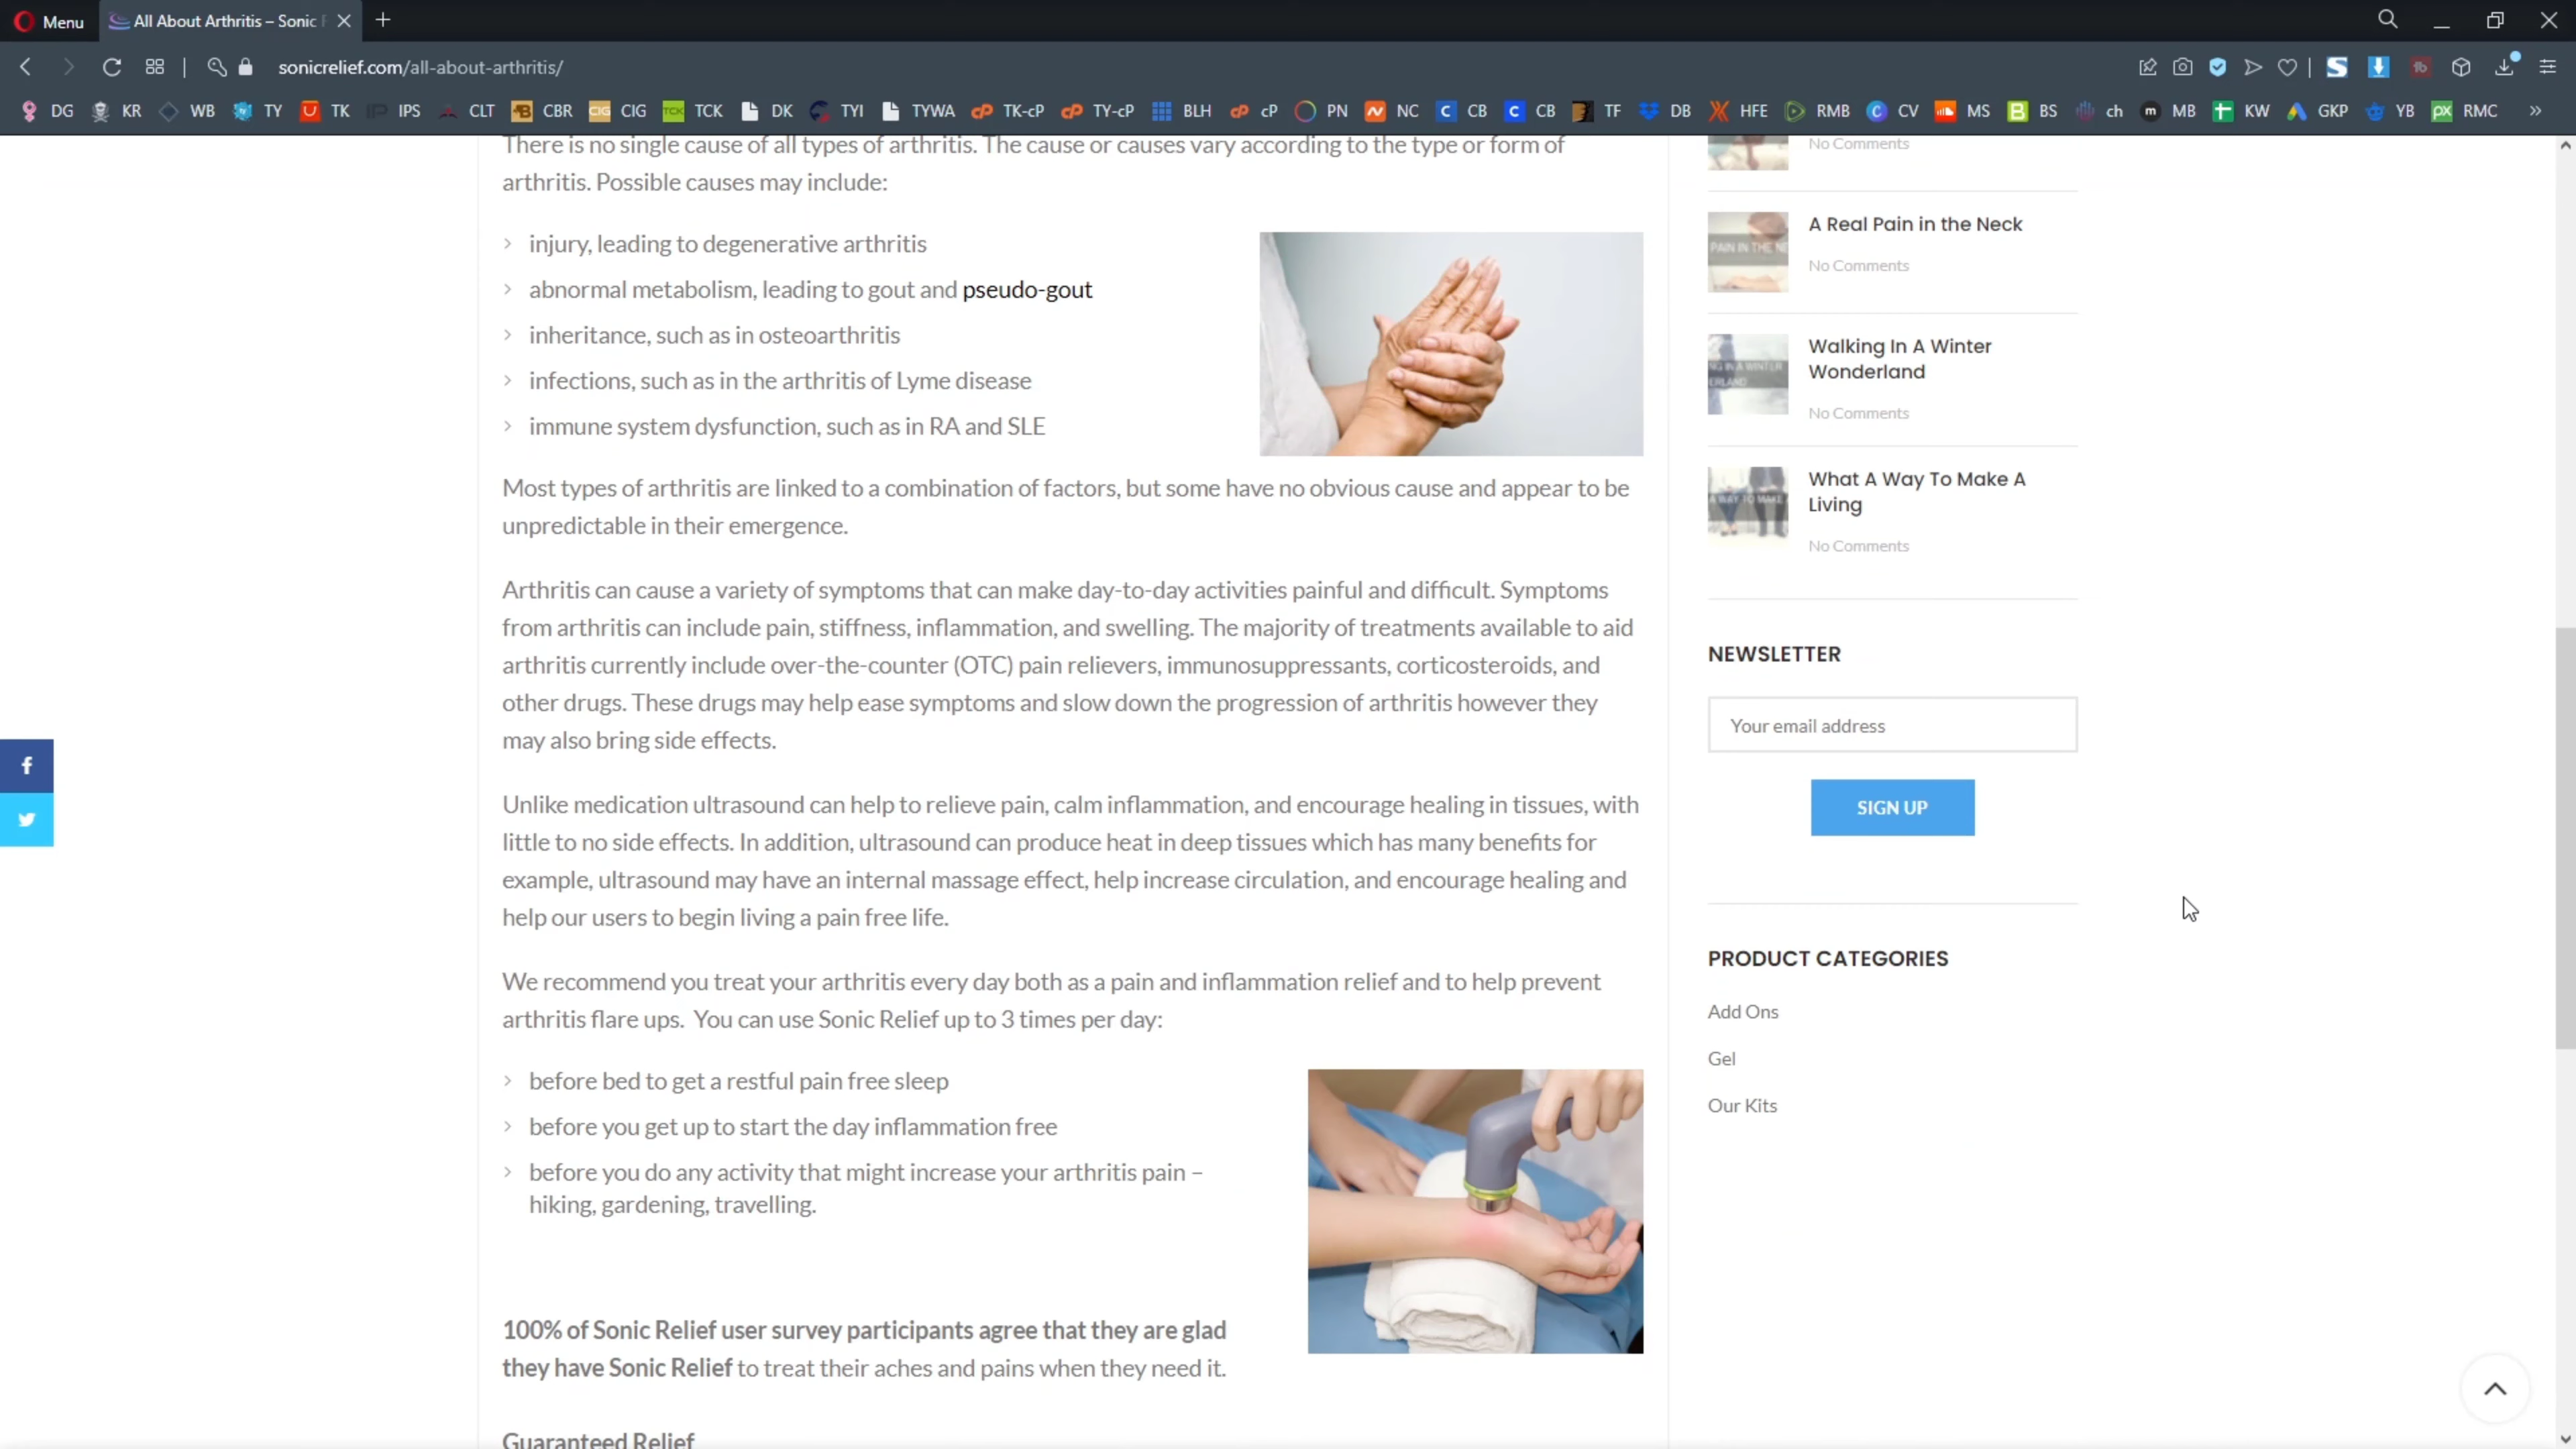 Menu
All About Arthritis – Sonic
sonicrelief.com/all-about-arthritis/
DG KR WB TY TK IPS CLT CBR CIG TCK DK TYI TYWA TK-cP TY-cP BLH cP PN NC CB CB TF DB HFE RMB CV MS BS ch MB KW GKP YB RMC
There is no single cause of all types of arthritis. The cause or causes vary according to the type or form of
arthritis. Possible causes may include:
injury, leading to degenerative arthritis
abnormal metabolism, leading to gout and pseudo-gout
inheritance, such as in osteoarthritis
infections, such as in the arthritis of Lyme disease
immune system dysfunction, such as in RA and SLE
Most types of arthritis are linked to a combination of factors, but some have no obvious cause and appear to be
unpredictable in their emergence.
Arthritis can cause a variety of symptoms that can make day-to-day activities painful and difficult. Symptoms
from arthritis can include pain, stiffness, inflammation, and swelling. The majority of treatments available to aid
arthritis currently include over-the-counter (OTC) pain relievers, immunosuppressants, corticosteroids, and
other drugs. These drugs may help ease symptoms and slow down the progression of arthritis however they
may also bring side effects.
Unlike medication ultrasound can help to relieve pain, calm inflammation, and encourage healing in tissues, with
little to no side effects. In addition, ultrasound can produce heat in deep tissues which has many benefits for
example, ultrasound may have an internal massage effect, help increase circulation, and encourage healing and
help our users to begin living a pain free life.
We recommend you treat your arthritis every day both as a pain and inflammation relief and to help prevent
arthritis flare ups.  You can use Sonic Relief up to 3 times per day:
before bed to get a restful pain free sleep
before you get up to start the day inflammation free
before you do any activity that might increase your arthritis pain –
hiking, gardening, travelling.
100% of Sonic Relief user survey participants agree that they are glad
they have Sonic Relief to treat their aches and pains when they need it.
Guaranteed Relief
No Comments
PAIN IN THE NE
A Real Pain in the Neck
No Comments
NG IN A WINTER
ERLAND
Walking In A Winter
Wonderland
No Comments
A WAY TO MAKE
What A Way To Make A
Living
No Comments
NEWSLETTER
Your email address
SIGN UP
PRODUCT CATEGORIES
Add Ons
Gel
Our Kits